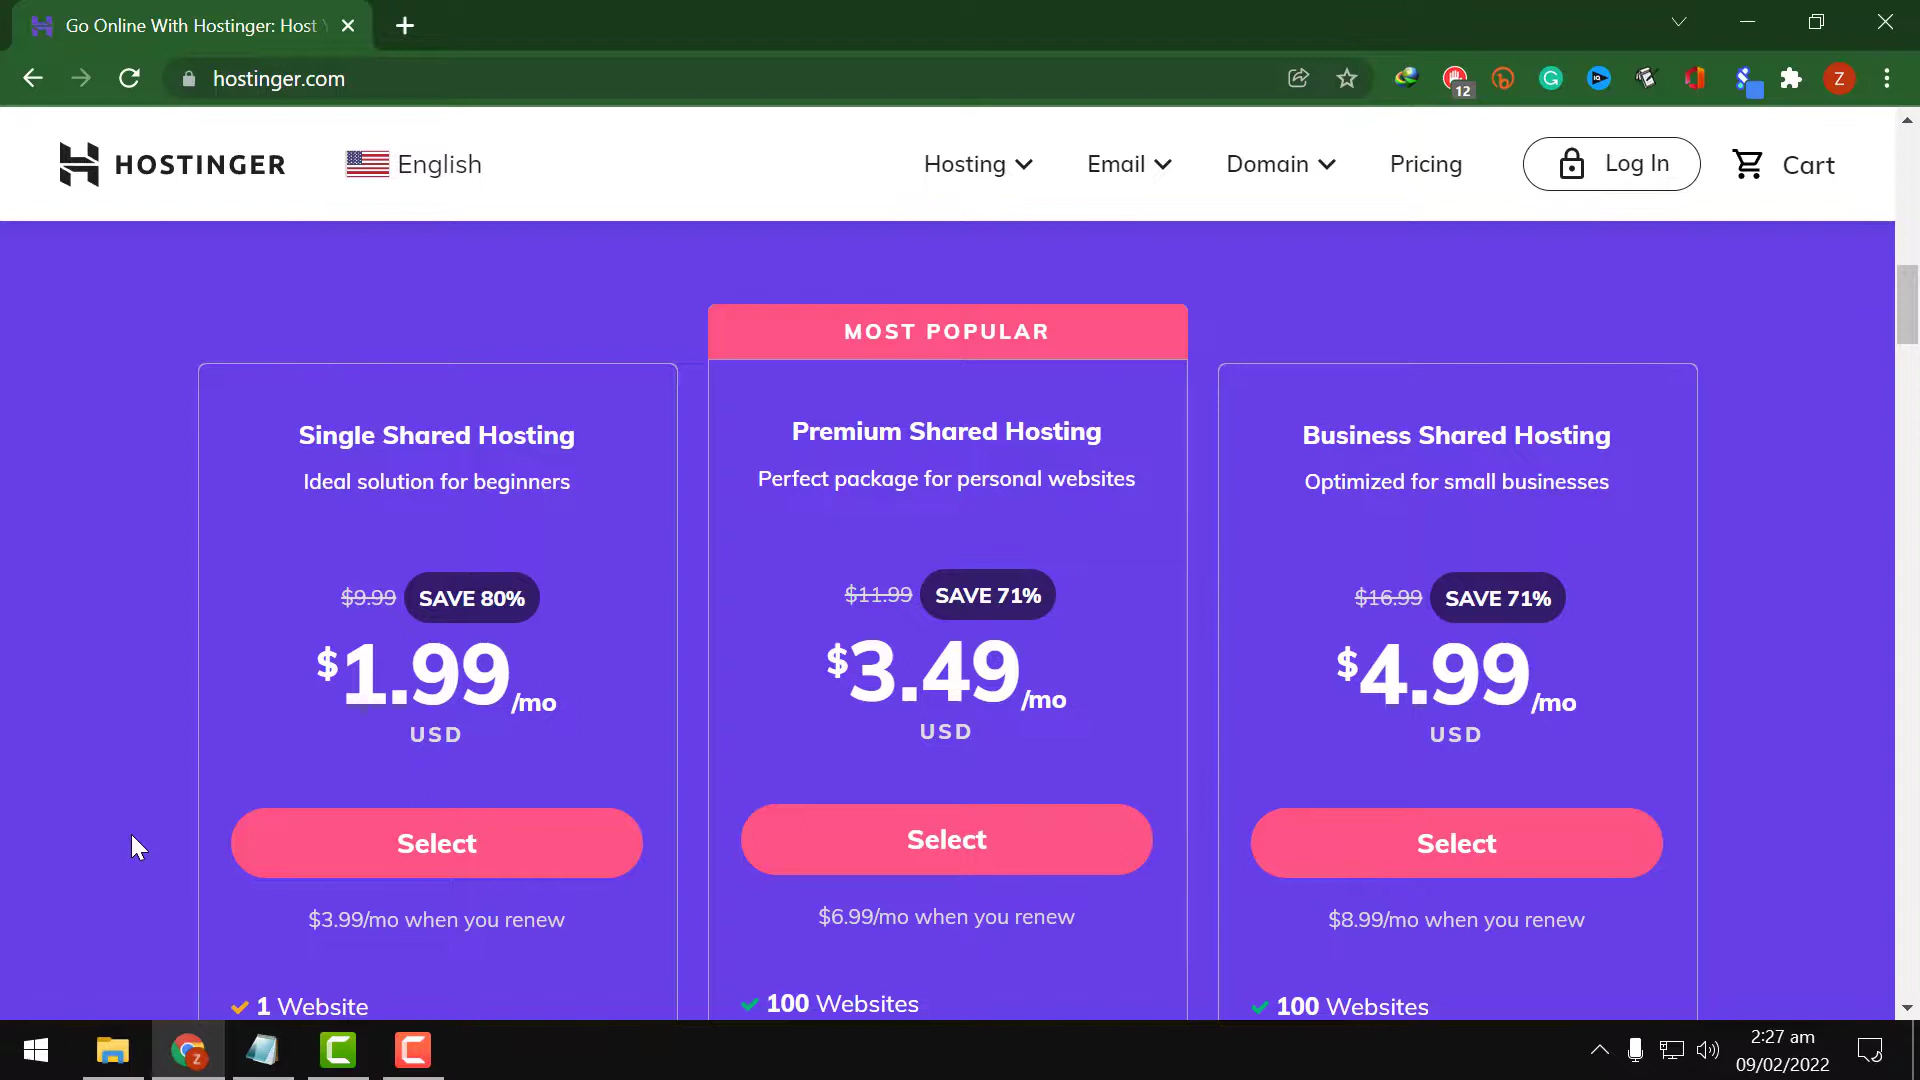 Go Online With Hostinger: Host
hostinger.com
12
Z
HOSTINGER
English
Hosting
Email
Domain
Pricing
Log In
Cart
MOST POPULAR
Single Shared Hosting
Ideal solution for beginners
$9.99 SAVE 80%
$1.99/mo
USD
Select
$3.99/mo when you renew
1 Website
Premium Shared Hosting
Perfect package for personal websites
$11.99 SAVE 71%
$3.49/mo
USD
Select
$6.99/mo when you renew
100 Websites
Business Shared Hosting
Optimized for small businesses
$16.99 SAVE 71%
$4.99/mo
USD
Select
$8.99/mo when you renew
100 Websites
2:27 am
09/02/2022